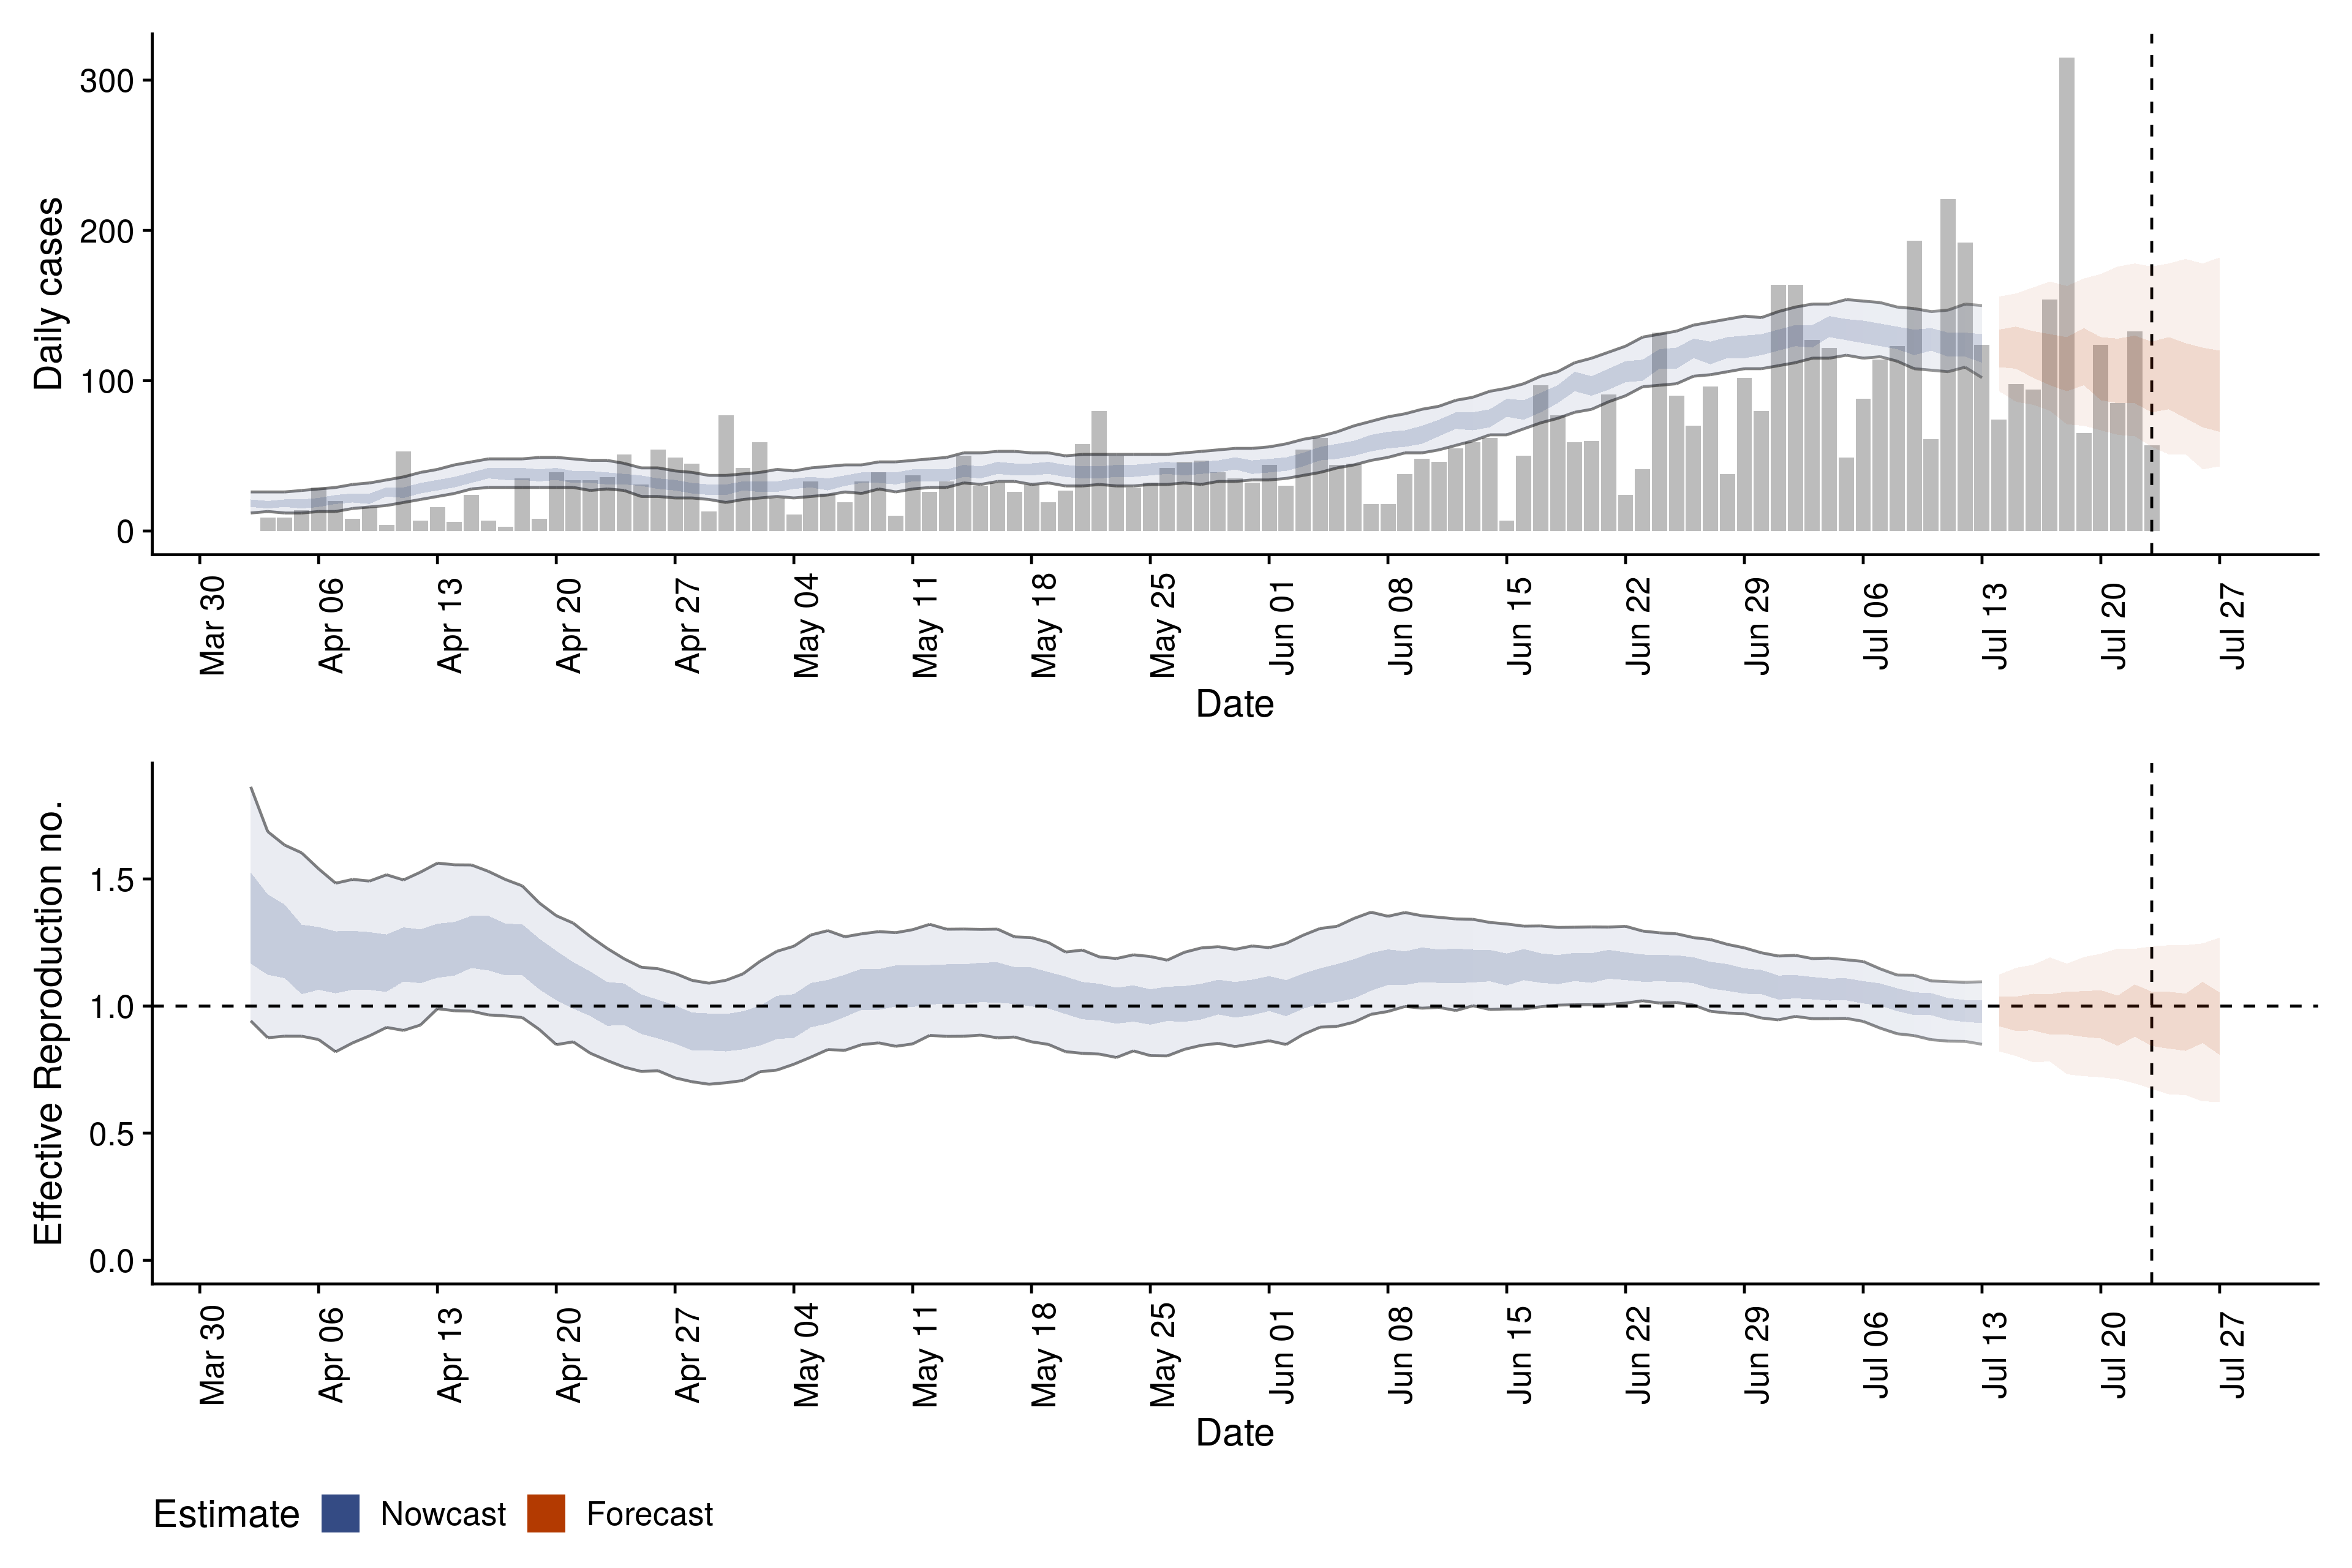 Daily cases
300
200
100
0
Mar 30
Apr 06
Apr 13
Apr 20
Apr 27
May 04
May 11
May 18
May 25
Jun 01
Jun 08
Jun 15
Jun 22
Jun 29
Jul 06
Jul 13
Jul 20
Jul 27
Date
Effective Reproduction no.
1.5
1.0
0.5
0.0
Mar 30
Apr 06
Apr 13
Apr 20
Apr 27
May 04
May 11
May 18
May 25
Jun 01
Jun 08
Jun 15
Jun 22
Jun 29
Jul 06
Jul 13
Jul 20
Jul 27
Date
Estimate Nowcast Forecast